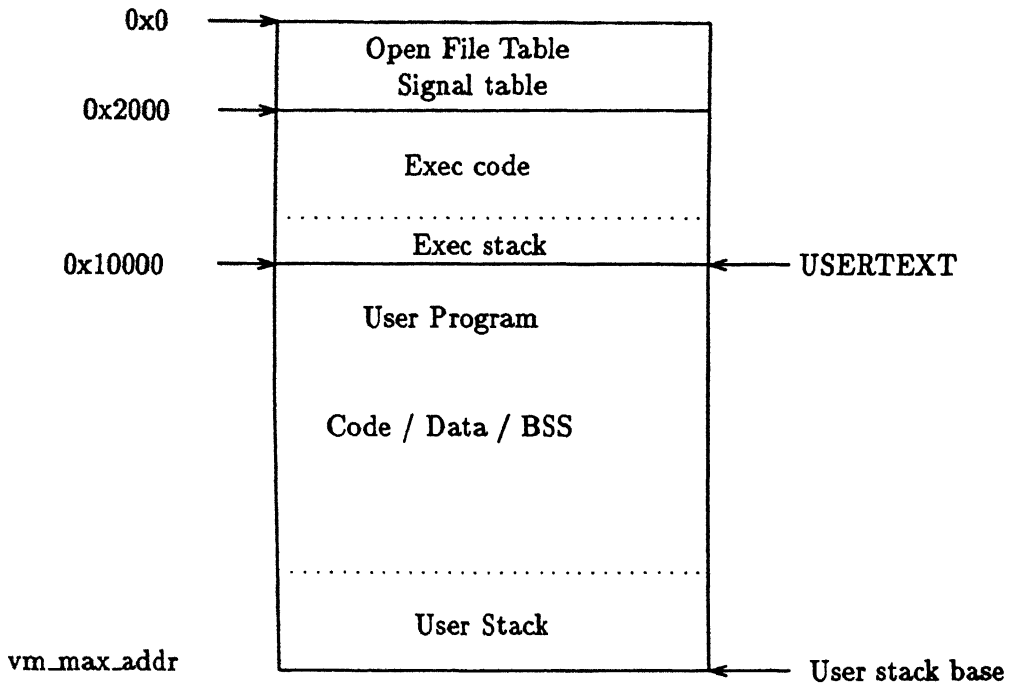 0x0
Open File Table
Signal table
0x2000
Exec code
Exec stack
0x10000
USERTEXT
User Program
Code / Data / BSS
User Stack
vm_max_addr
User stack base